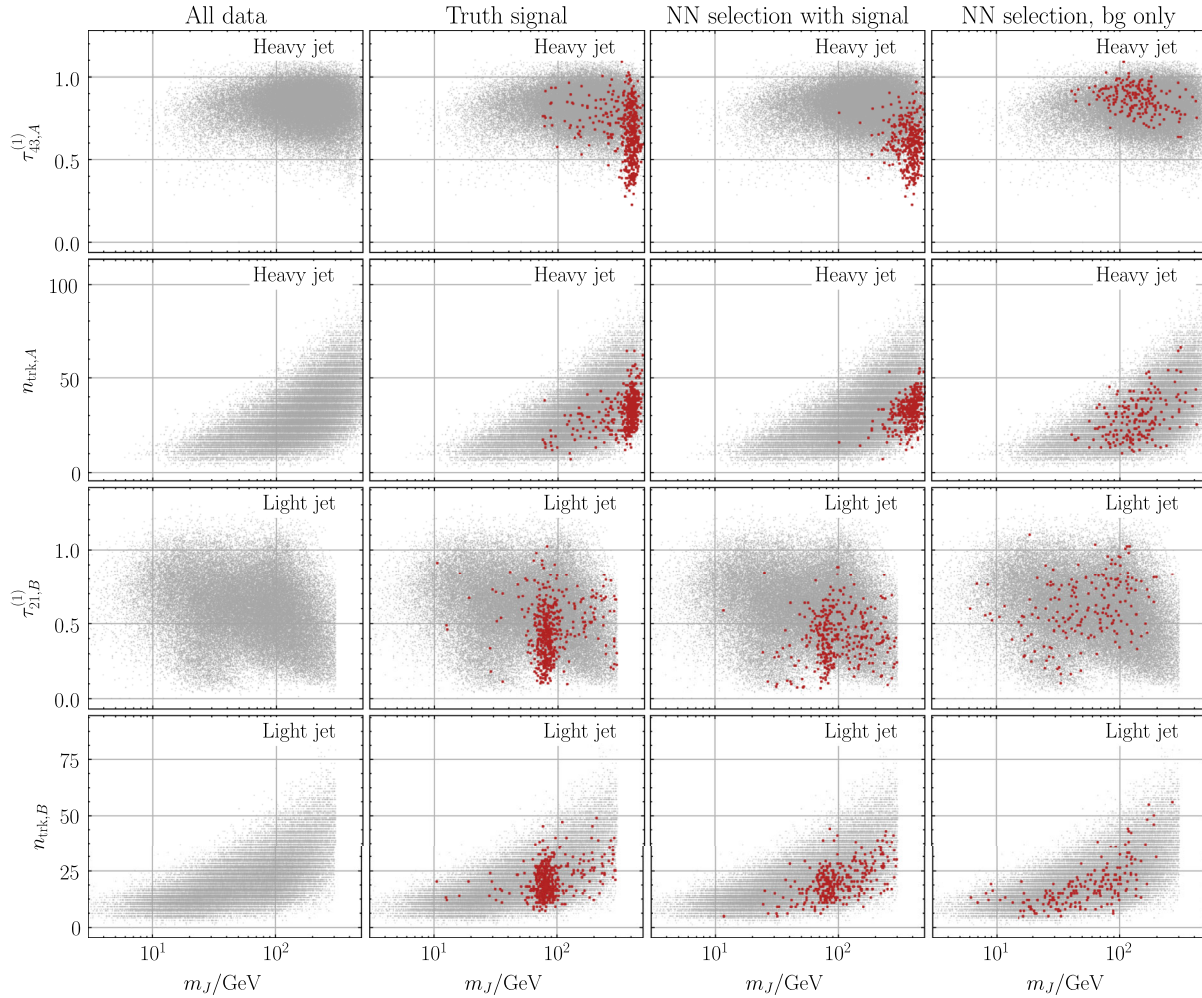 All data Truth signal NN selection with signal NN selection, bg only
Heavy jet Heavy jet Heavy jet Heavy jet
1.0
τ_{43,A}^{(1)}
0.5
0.0
Heavy jet Heavy jet Heavy jet Heavy jet
100
n_{trk,A}
50
0
Light jet Light jet Light jet Light jet
1.0
τ_{21,B}^{(1)}
0.5
0.0
Light jet Light jet Light jet Light jet
75
50
n_{trk,B}
25
0
10^1 10^2 10^1 10^2 10^1 10^2 10^1 10^2
m_J/GeV m_J/GeV m_J/GeV m_J/GeV